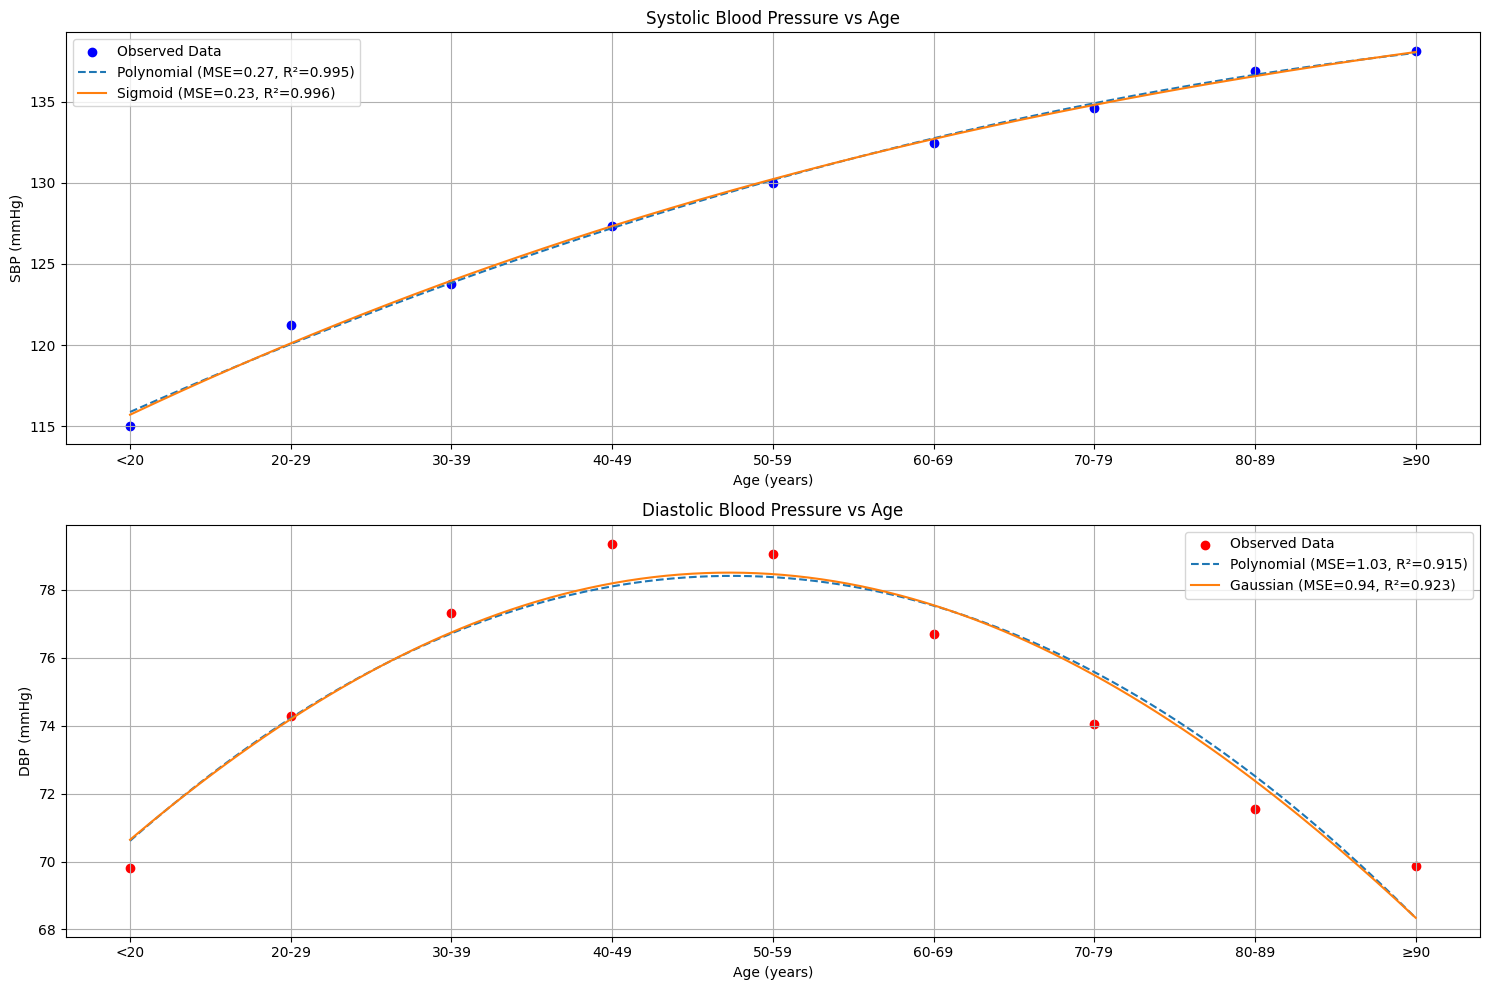 Systolic Blood Pressure vs Age
Observed Data
Polynomial (MSE=0.27, R²=0.995)
Sigmoid (MSE=0.23, R²=0.996)
SBP (mmHg)
135
130
125
120
115
<20 20-29 30-39 40-49 50-59 60-69 70-79 80-89 ≥90
Age (years)
Diastolic Blood Pressure vs Age
Observed Data
Polynomial (MSE=1.03, R²=0.915)
Gaussian (MSE=0.94, R²=0.923)
DBP (mmHg)
78
76
74
72
70
68
<20 20-29 30-39 40-49 50-59 60-69 70-79 80-89 ≥90
Age (years)